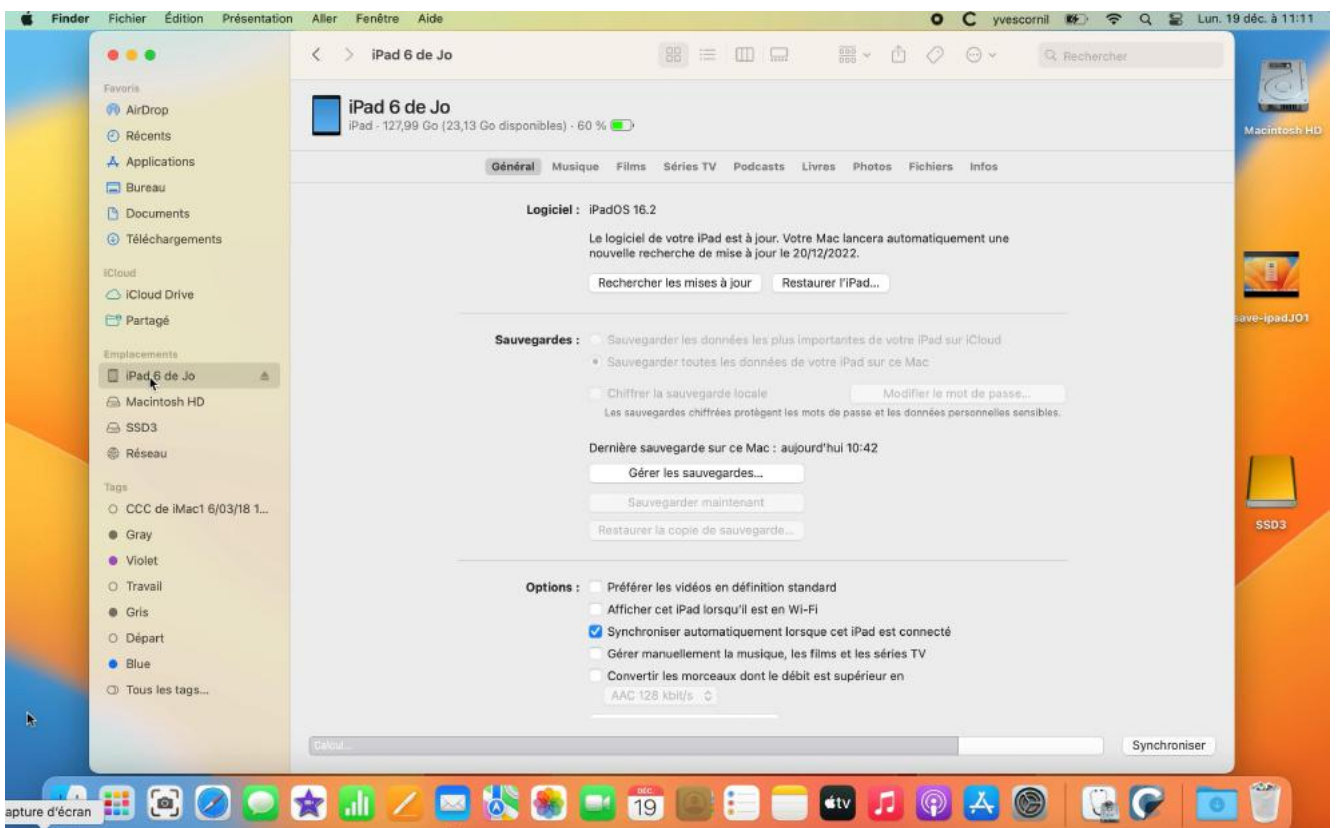 Finder Fichier Édition Présentation Aller Fenêtre Aide yvescornil Lun. 19 déc. à 11:11
iPad 6 de Jo
Rechercher
Favoris
AirDrop
Récents
Applications
Bureau
Documents
Téléchargements
iCloud
iCloud Drive
Partagé
Emplacements
iPad 6 de Jo
Macintosh HD
SSD3
Réseau
Tags
CCC de iMac1 6/03/18 1...
Gray
Violet
Travail
Gris
Départ
Blue
Tous les tags...
iPad 6 de Jo
iPad - 127,99 Go (23,13 Go disponibles) - 60 %
Général Musique Films Séries TV Podcasts Livres Photos Fichiers Infos
Logiciel : iPadOS 16.2
Le logiciel de votre iPad est à jour. Votre Mac lancera automatiquement une
nouvelle recherche de mise à jour le 20/12/2022.
Rechercher les mises à jour Restaurer l'iPad...
Sauvegardes : Sauvegarder les données les plus importantes de votre iPad sur iCloud
Sauvegarder toutes les données de votre iPad sur ce Mac
Chiffrer la sauvegarde locale Modifier le mot de passe...
Les sauvegardes chiffrées protègent les mots de passe et les données personnelles sensibles.
Dernière sauvegarde sur ce Mac : aujourd'hui 10:42
Gérer les sauvegardes...
Sauvegarder maintenant
Restaurer la copie de sauvegarde...
Options : Préférer les vidéos en définition standard
Afficher cet iPad lorsqu'il est en Wi-Fi
Synchroniser automatiquement lorsque cet iPad est connecté
Gérer manuellement la musique, les films et les séries TV
Convertir les morceaux dont le débit est supérieur en
AAC 128 kbit/s
Calcul... Synchroniser
Macintosh HD
save-ipadJO1
SSD3
apture d'écran
DÉC.
19
tv